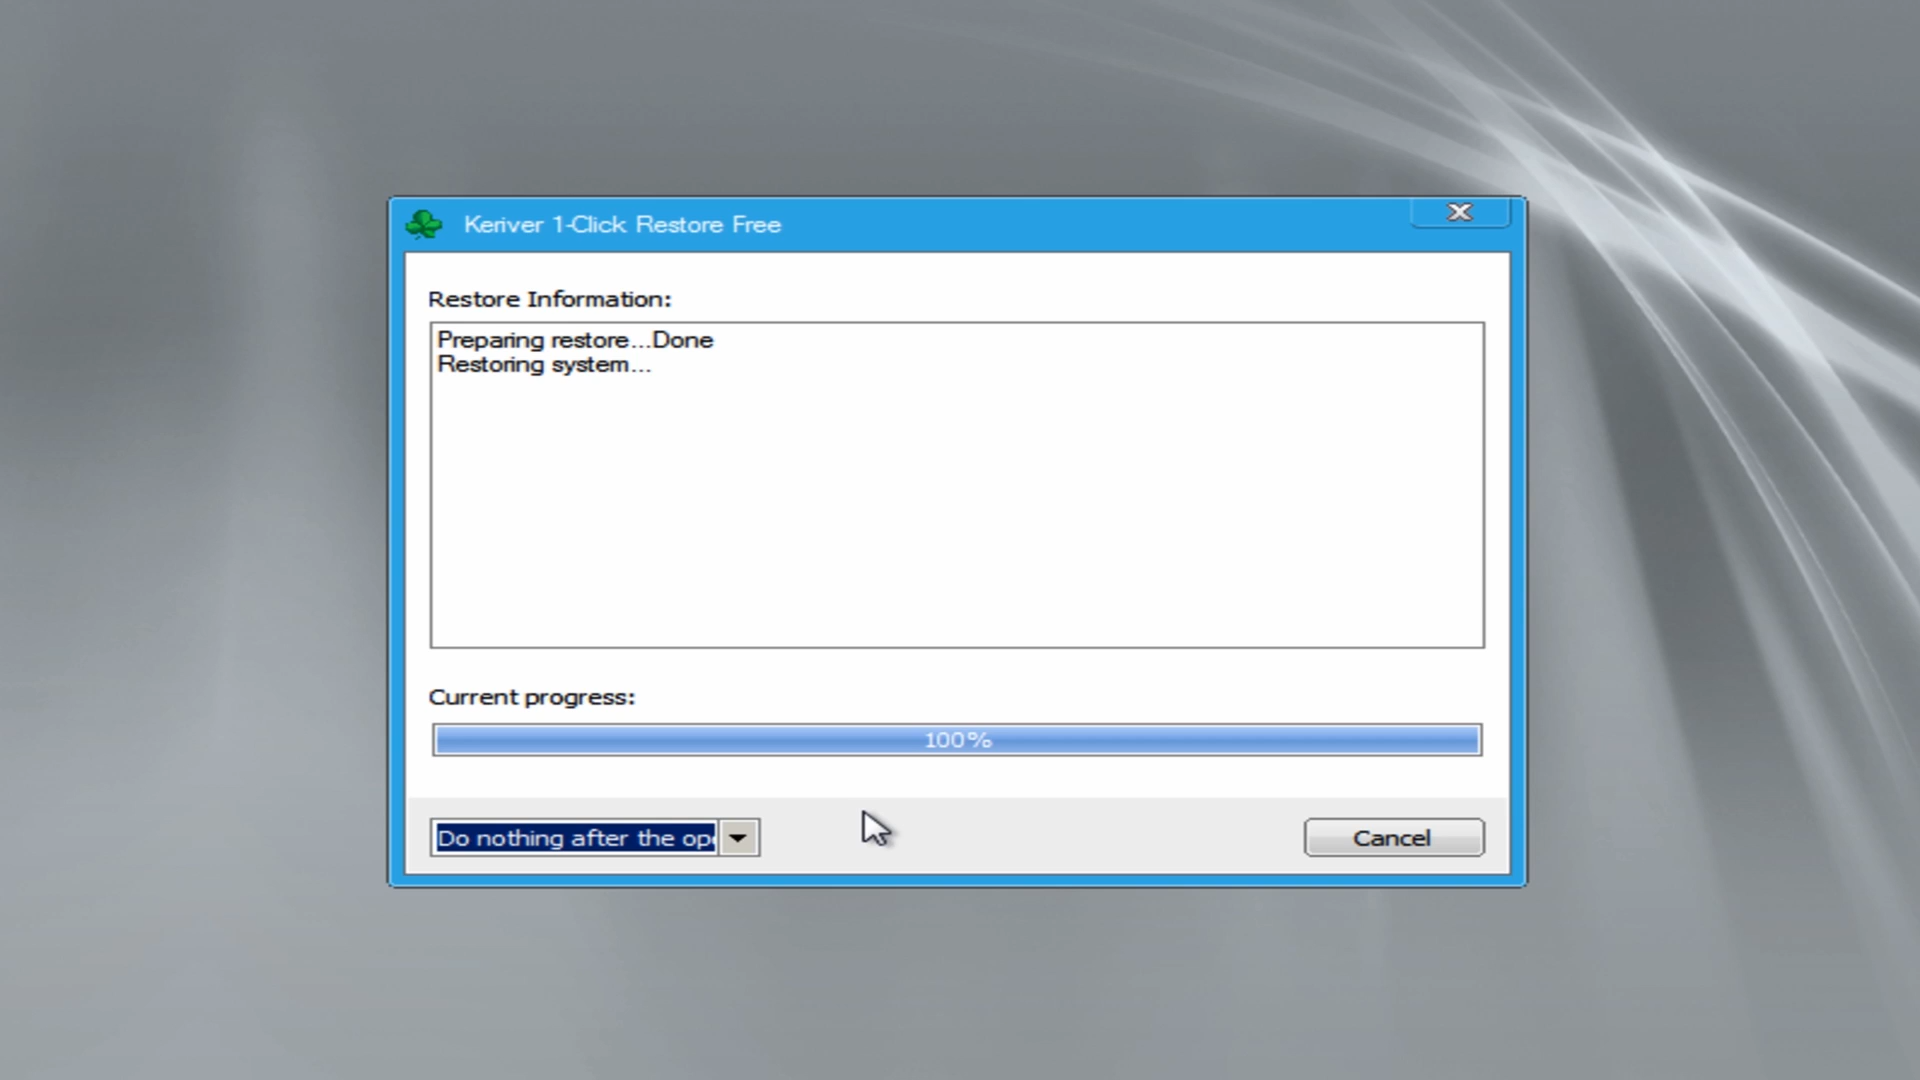 Keriver 1-Click Restore Free
Restore Information:
Preparing restore...Done
Restoring system...
Current progress:
100%
Do nothing after the ope
Cancel